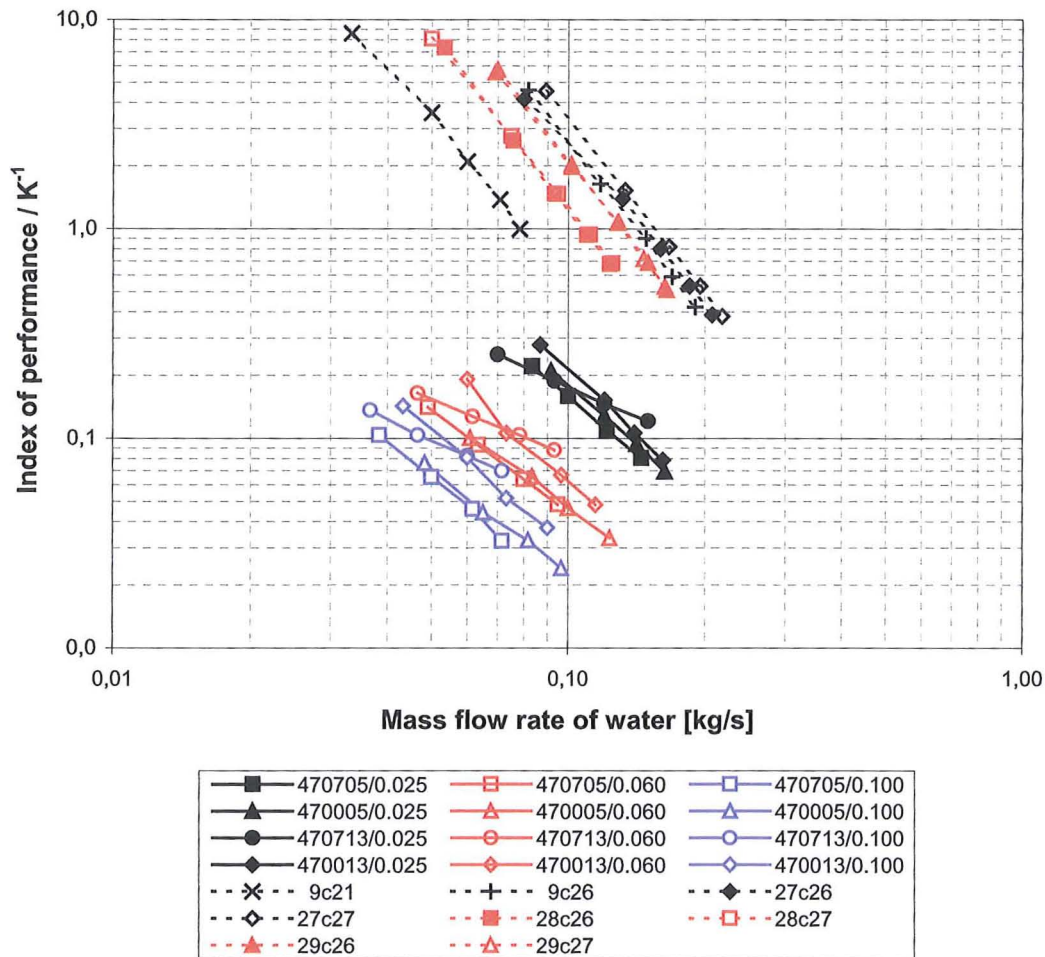 10,0
1,0
0,1
0,0
Index of performance / K⁻¹
0,01 0,10 1,00
Mass flow rate of water [kg/s]
470705/0.025 470705/0.060 470705/0.100
470005/0.025 470005/0.060 470005/0.100
470713/0.025 470713/0.060 470713/0.100
470013/0.025 470013/0.060 470013/0.100
9c21 9c26 27c26
27c27 28c26 28c27
29c26 29c27